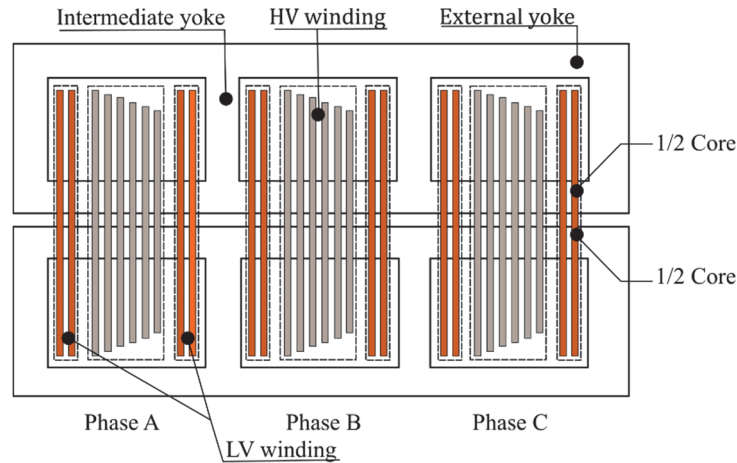 Intermediate yoke
HV winding
External yoke
1/2 Core
1/2 Core
Phase A
Phase B
Phase C
LV winding